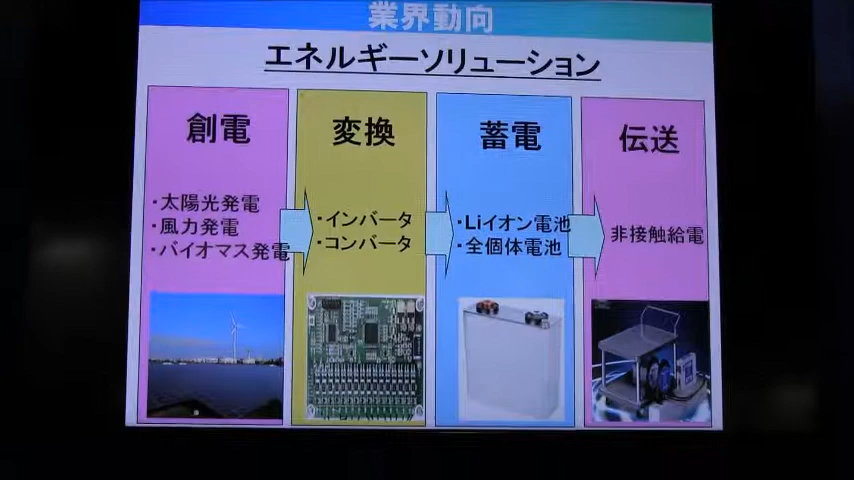 業界動向
エネルギーソリューション
創電
・太陽光発電
・風力発電
・バイオマス発電
変換
・インバータ
・コンバータ
蓄電
・Liイオン電池
・全個体電池
伝送
非接触給電